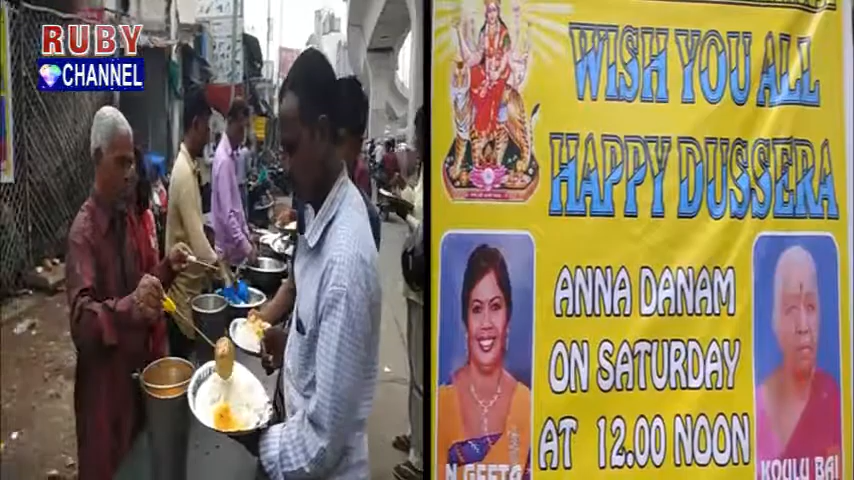 RUBY
CHANNEL
WISH YOU ALL
HAPPY DUSSERA
ANNA DANAM
ON SATURDAY
AT 12.00 NOON
N GEETA
KOULU BAI